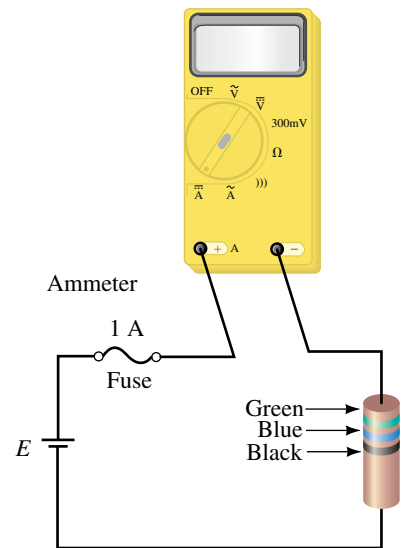 OFF Ṽ V
300mV
Ω
)))
A Ã
+ A −
Ammeter
1 A
Fuse
Green
Blue
Black
E